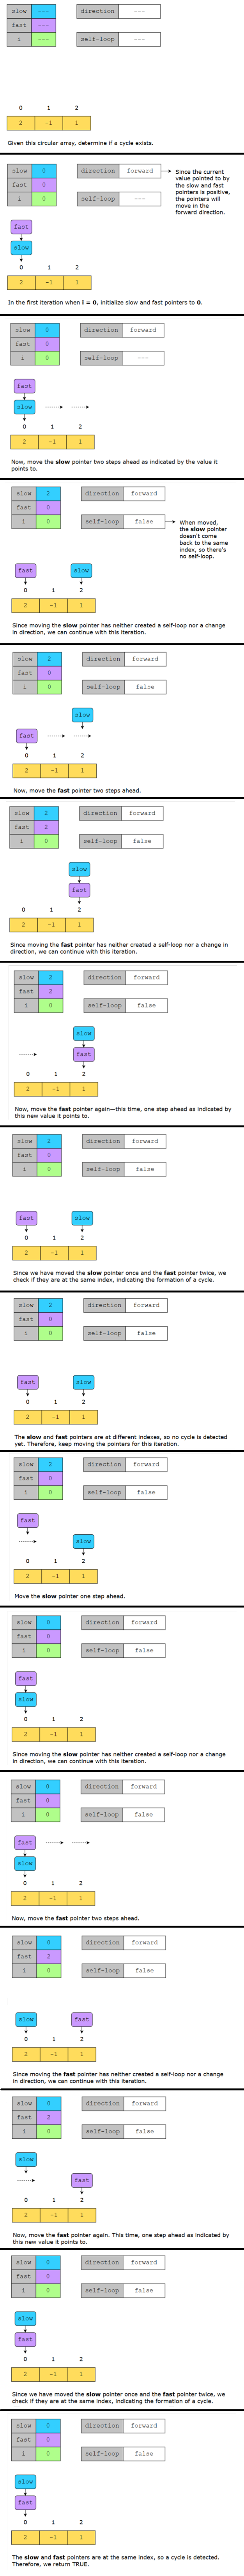 slow --- direction ---
fast ---
i --- self-loop ---
0 1 2
2 -1 1
Given this circular array, determine if a cycle exists.
slow 0 direction forward
fast 0
i 0 self-loop ---
Since the current
value pointed to by
the slow and fast
pointers is positive,
the pointers will
move in the
forward direction.
fast
slow
0 1 2
2 -1 1
In the first iteration when i = 0, initialize slow and fast pointers to 0.
slow 0 direction forward
fast 0
i 0 self-loop ---
fast
slow
0 1 2
2 -1 1
Now, move the slow pointer two steps ahead as indicated by the value it
points to.
slow 2 direction forward
fast 0
i 0 self-loop false
When moved,
the slow pointer
doesn't come
back to the same
index, so there's
no self-loop.
fast slow
0 1 2
2 -1 1
Since moving the slow pointer has neither created a self-loop nor a change
in direction, we can continue with this iteration.
slow 2 direction forward
fast 0
i 0 self-loop false
slow
fast
0 1 2
2 -1 1
Now, move the fast pointer two steps ahead.
slow 2 direction forward
fast 2
i 0 self-loop false
slow
fast
0 1 2
2 -1 1
Since moving the fast pointer has neither created a self-loop nor a change in
direction, we can continue with this iteration.
slow 2 direction forward
fast 2
i 0 self-loop false
slow
fast
0 1 2
2 -1 1
Now, move the fast pointer again—this time, one step ahead as indicated by
this new value it points to.
slow 2 direction forward
fast 0
i 0 self-loop false
fast slow
0 1 2
2 -1 1
Since we have moved the slow pointer once and the fast pointer twice, we
check if they are at the same index, indicating the formation of a cycle.
slow 2 direction forward
fast 0
i 0 self-loop false
fast slow
0 1 2
2 -1 1
The slow and fast pointers are at different indexes, so no cycle is detected
yet. Therefore, keep moving the pointers for this iteration.
slow 2 direction forward
fast 0
i 0 self-loop false
fast
slow
0 1 2
2 -1 1
Move the slow pointer one step ahead.
slow 0 direction forward
fast 0
i 0 self-loop false
fast
slow
0 1 2
2 -1 1
Since moving the slow pointer has neither created a self-loop nor a change
in direction, we can continue with this iteration.
slow 0 direction forward
fast 0
i 0 self-loop false
fast
slow
0 1 2
2 -1 1
Now, move the fast pointer two steps ahead.
slow 0 direction forward
fast 2
i 0 self-loop false
slow fast
0 1 2
2 -1 1
Since moving the fast pointer has neither created a self-loop nor a change
in direction, we can continue with this iteration.
slow 0 direction forward
fast 2
i 0 self-loop false
slow
fast
0 1 2
2 -1 1
Now, move the fast pointer again. This time, one step ahead as indicated by
this new value it points to.
slow 0 direction forward
fast 0
i 0 self-loop false
slow
fast
0 1 2
2 -1 1
Since we have moved the slow pointer once and the fast pointer twice, we
check if they are at the same index, indicating the formation of a cycle.
slow 0 direction forward
fast 0
i 0 self-loop false
slow
fast
0 1 2
2 -1 1
The slow and fast pointers are at the same index, so a cycle is detected.
Therefore, we return TRUE.